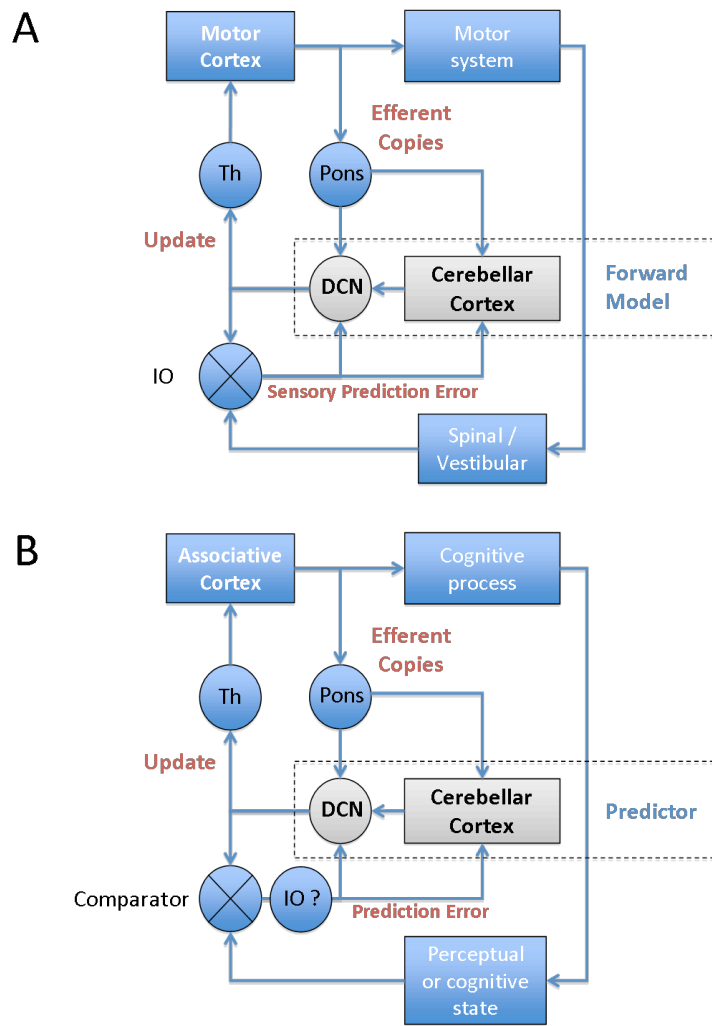 A
Motor
Cortex
Motor
system
Efferent
Copies
Th
Pons
Update
DCN
Cerebellar
Cortex
Forward
Model
IO
Sensory Prediction Error
Spinal /
Vestibular
B
Associative
Cortex
Cognitive
process
Efferent
Copies
Th
Pons
Update
DCN
Cerebellar
Cortex
Predictor
Comparator
IO ?
Prediction Error
Perceptual
or cognitive
state